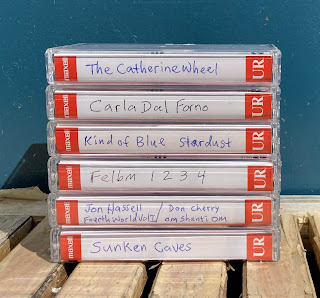 maxell The Catherine Wheel UR
maxell Carla Dal Forno UR
maxell Kind of Blue Stardust UR
maxell Felbm 1 2 3 4 UR
maxell Jon Hassell / Don Cherry UR
Fourth World Vol I / Om Shanti Om
maxell Sunken Caves UR